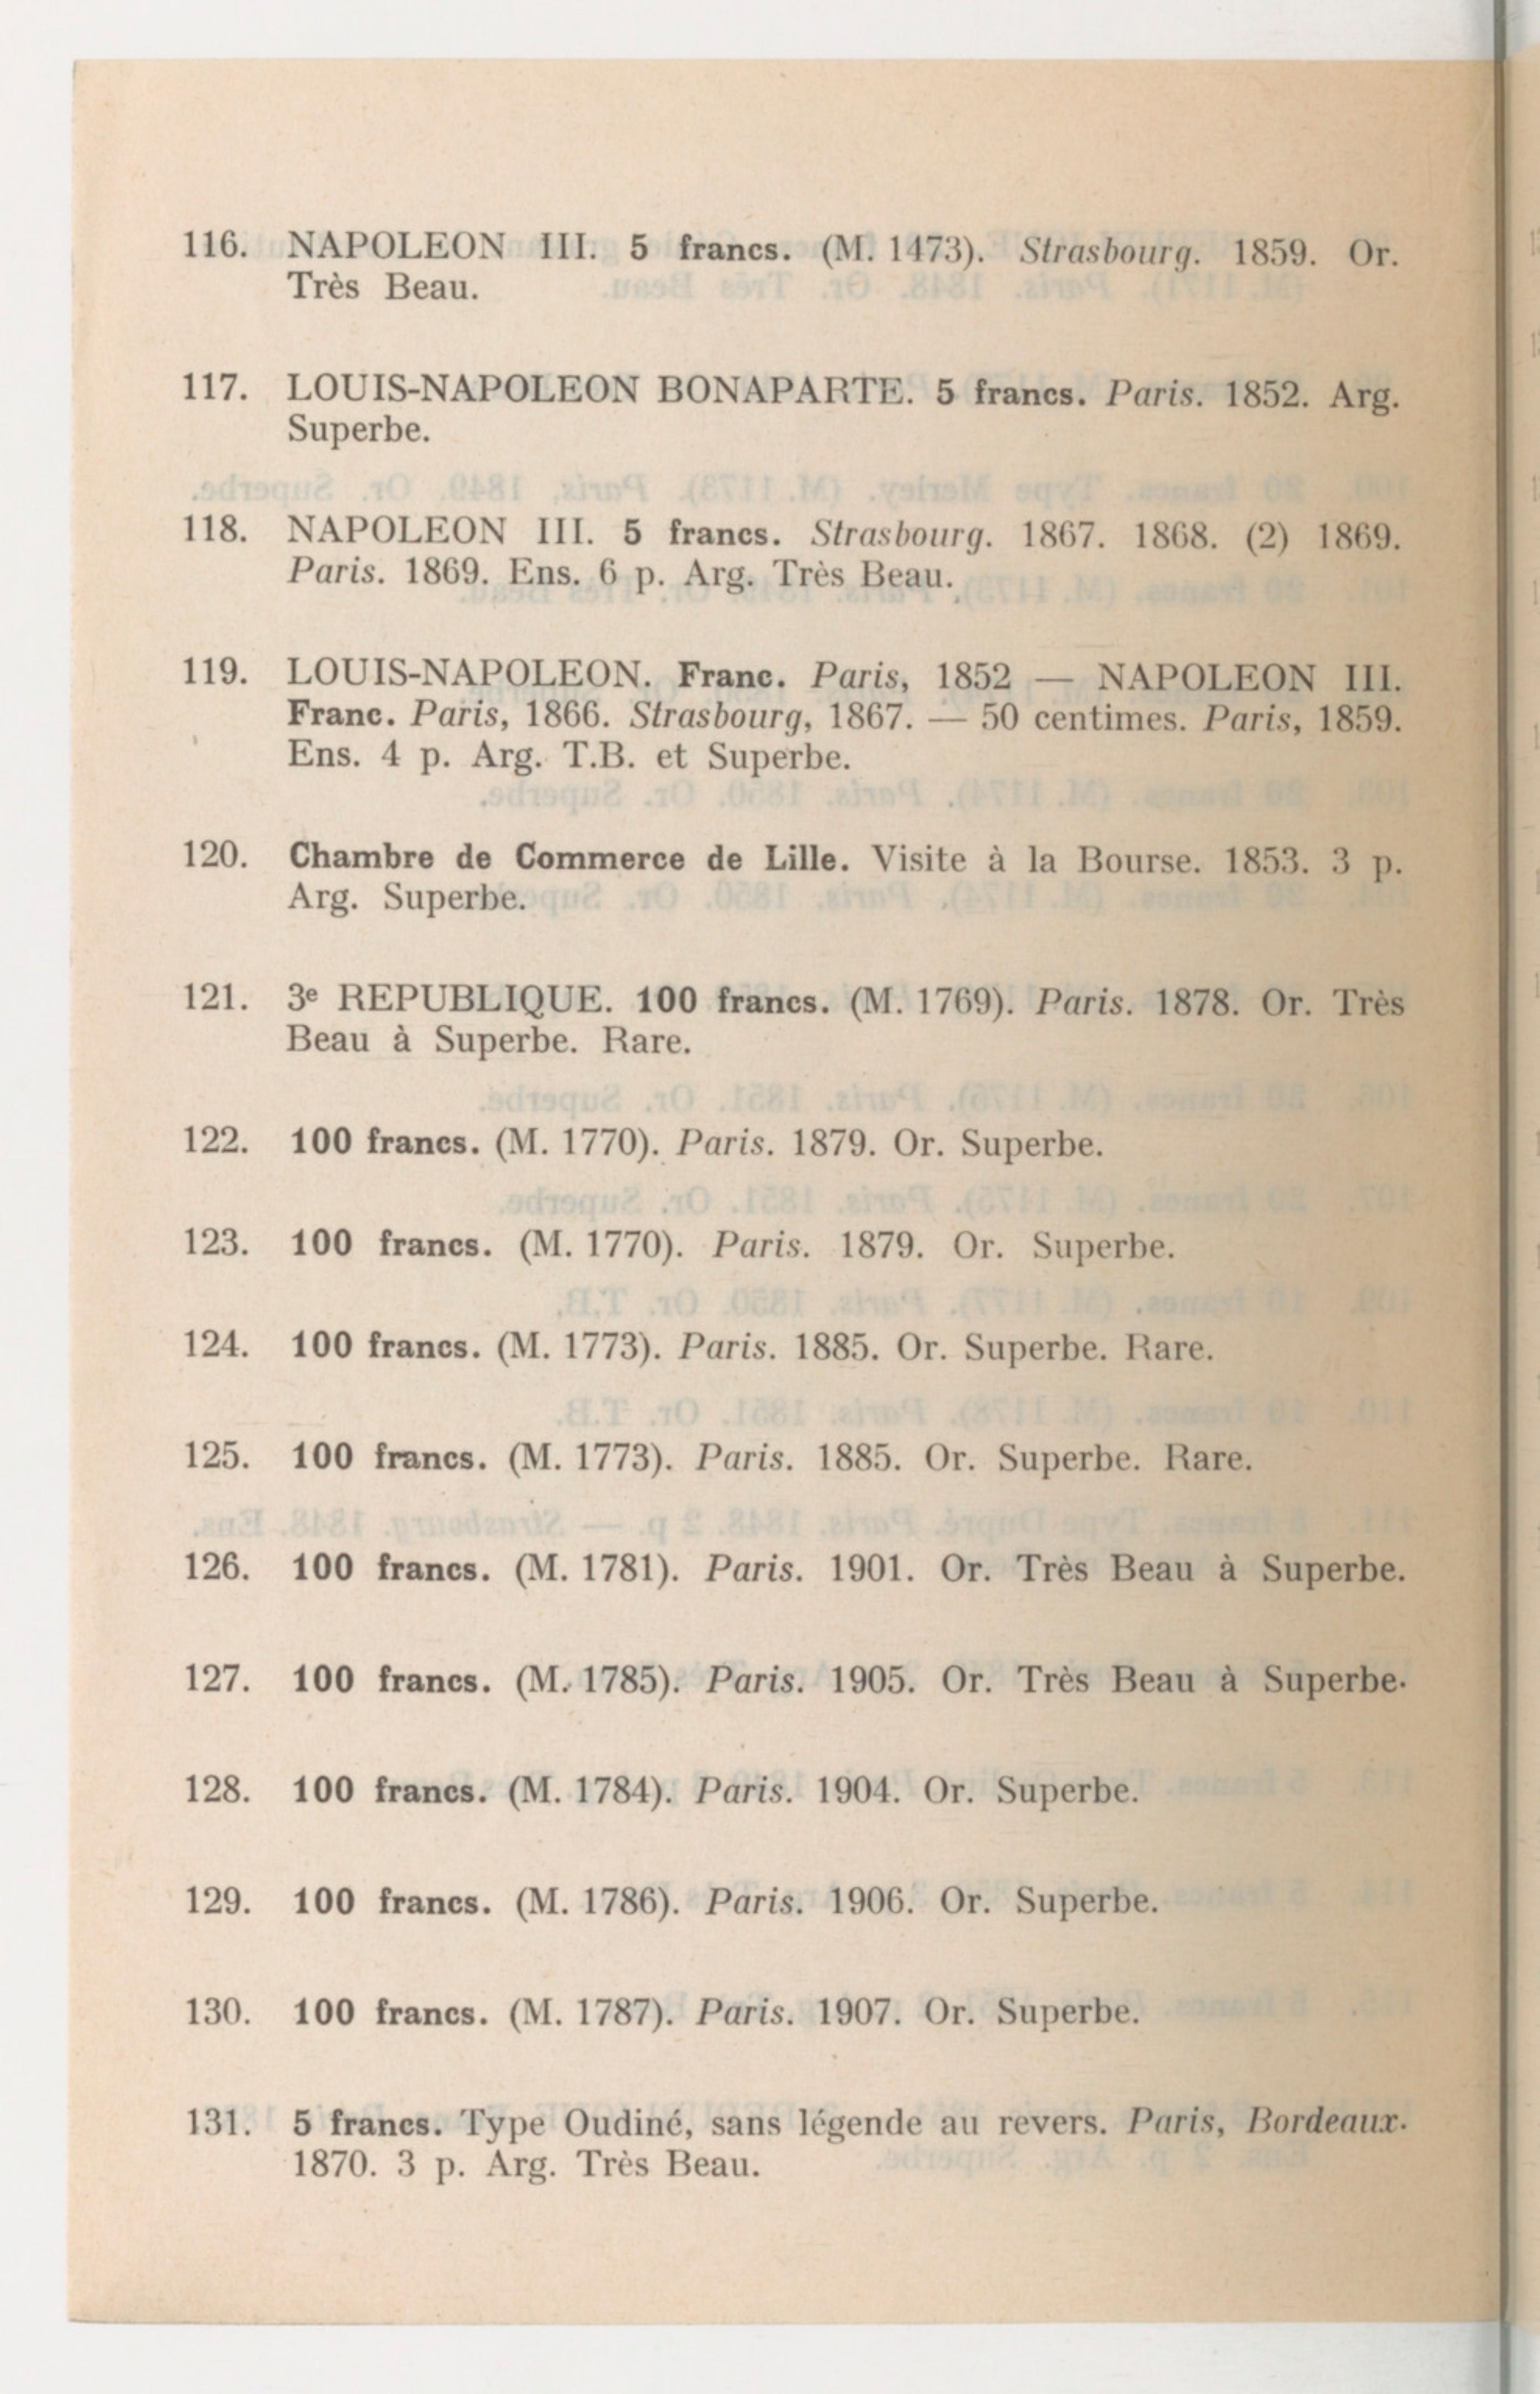 116. NAPOLEON III. 5 francs. (M. 1473). Strasbourg. 1859. Or.
Très Beau.
117. LOUIS-NAPOLEON BONAPARTE. 5 francs. Paris. 1852. Arg.
Superbe.
118. NAPOLEON III. 5 francs. Strasbourg. 1867. 1868. (2) 1869.
Paris. 1869. Ens. 6 p. Arg. Très Beau.
119. LOUIS-NAPOLEON. Franc. Paris, 1852 — NAPOLEON III.
Franc. Paris, 1866. Strasbourg, 1867. — 50 centimes. Paris, 1859.
Ens. 4 p. Arg. T.B. et Superbe.
120. Chambre de Commerce de Lille. Visite à la Bourse. 1853. 3 p.
Arg. Superbe.
121. 3e REPUBLIQUE. 100 francs. (M. 1769). Paris. 1878. Or. Très
Beau à Superbe. Rare.
122. 100 francs. (M. 1770). Paris. 1879. Or. Superbe.
123. 100 francs. (M. 1770). Paris. 1879. Or. Superbe.
124. 100 francs. (M. 1773). Paris. 1885. Or. Superbe. Rare.
125. 100 francs. (M. 1773). Paris. 1885. Or. Superbe. Rare.
126. 100 francs. (M. 1781). Paris. 1901. Or. Très Beau à Superbe.
127. 100 francs. (M. 1785). Paris. 1905. Or. Très Beau à Superbe.
128. 100 francs. (M. 1784). Paris. 1904. Or. Superbe.
129. 100 francs. (M. 1786). Paris. 1906. Or. Superbe.
130. 100 francs. (M. 1787). Paris. 1907. Or. Superbe.
131. 5 francs. Type Oudiné, sans légende au revers. Paris, Bordeaux.
1870. 3 p. Arg. Très Beau.